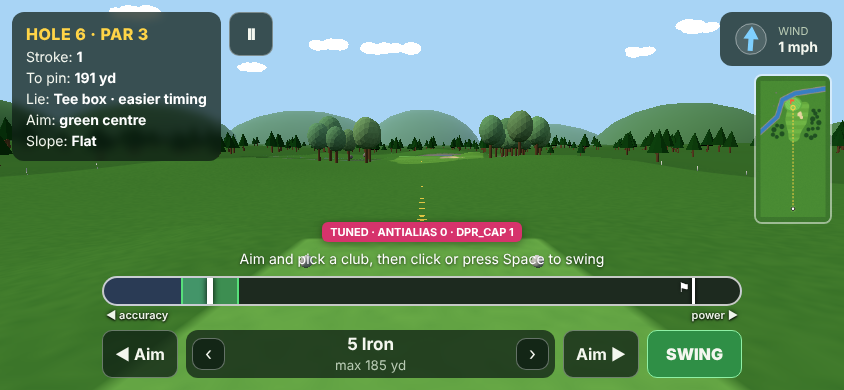 HOLE 6 · PAR 3
Stroke: 1
To pin: 191 yd
Lie: Tee box · easier timing
Aim: green centre
Slope: Flat
WIND
1 mph
TUNED · ANTIALIAS 0 · DPR_CAP 1
Aim and pick a club, then click or press Space to swing
◀ accuracy
power ▶
◀ Aim
‹
5 Iron
max 185 yd
›
Aim ▶
SWING